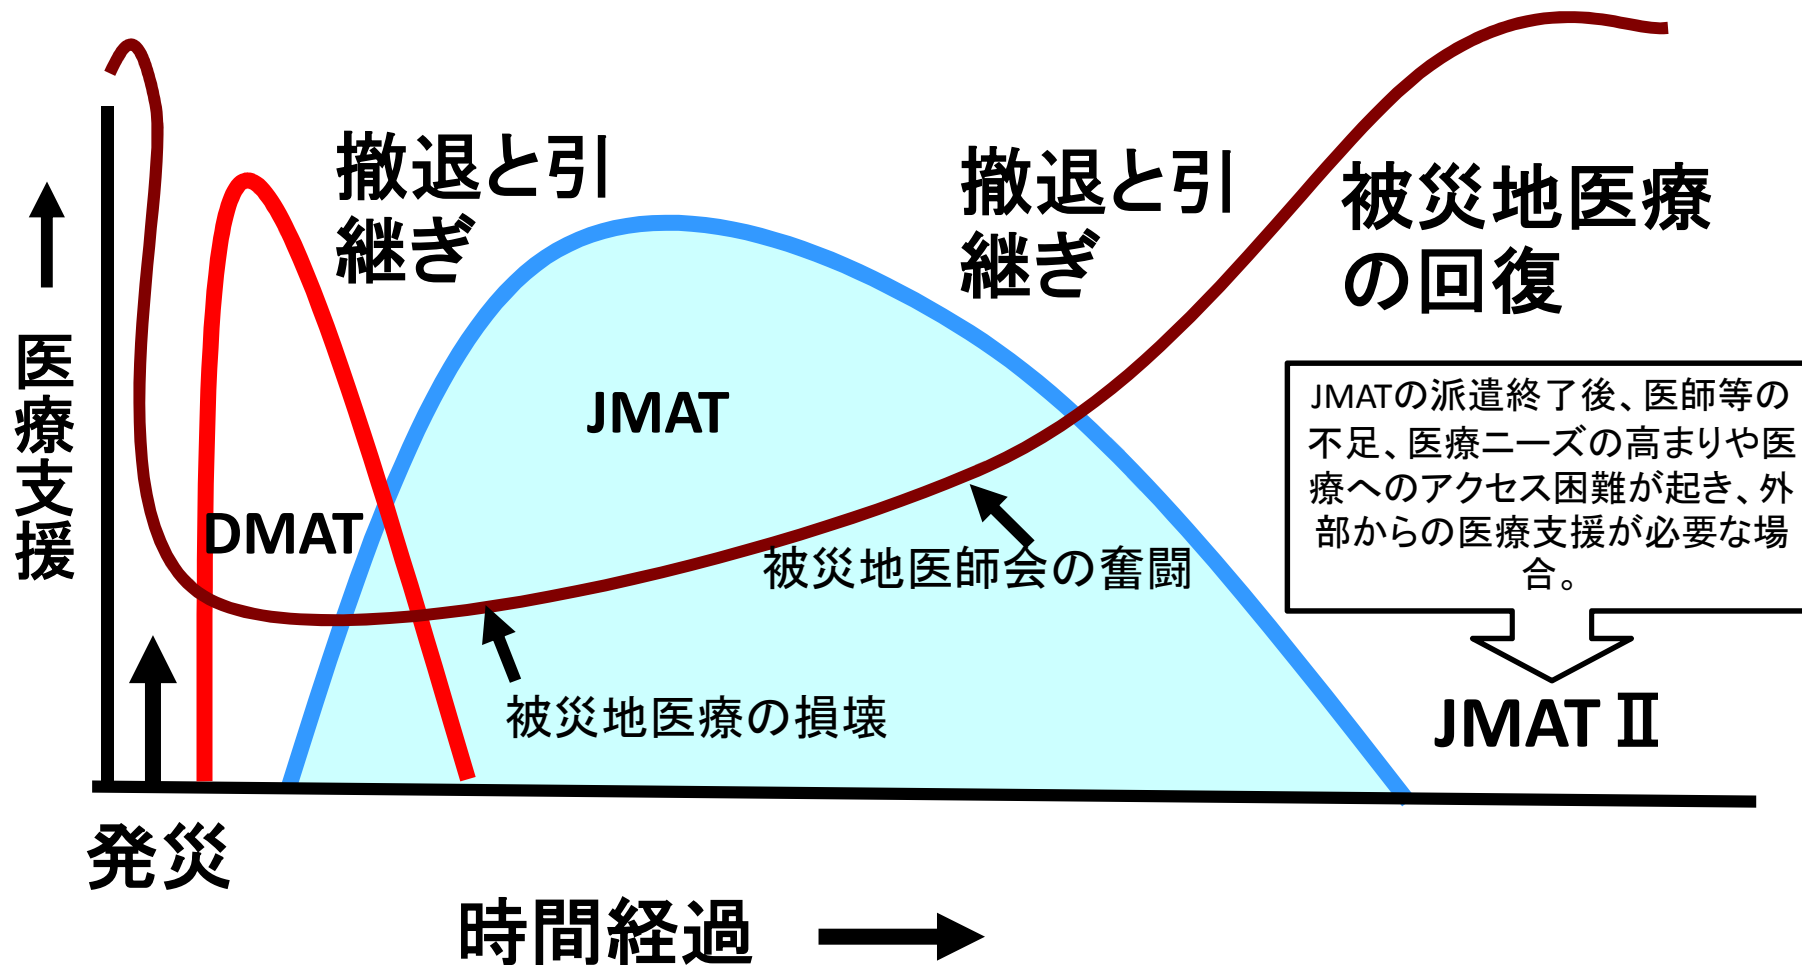 撤退と引
継ぎ
撤退と引
継ぎ
被災地医療
の回復
医療支援
JMAT
DMAT
JMATの派遣終了後、医師等の
不足、医療ニーズの高まりや医
療へのアクセス困難が起き、外
部からの医療支援が必要な場
合。
被災地医師会の奮闘
被災地医療の損壊
JMAT Ⅱ
発災
時間経過